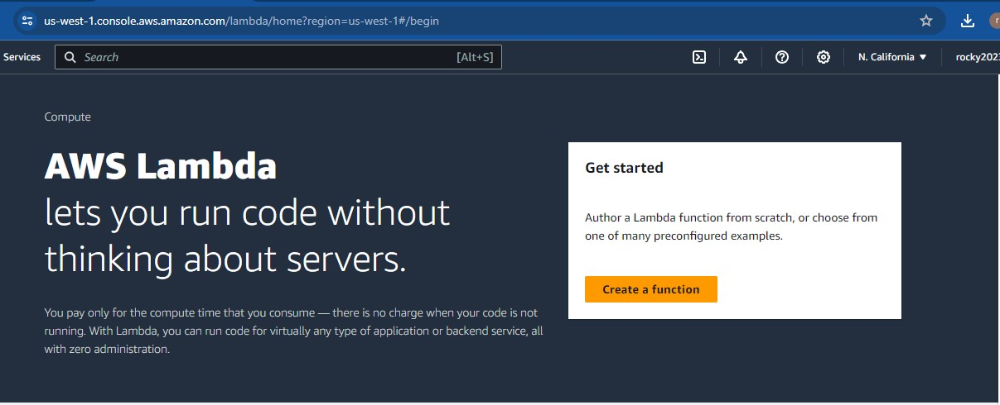 us-west-1.console.aws.amazon.com/lambda/home?region=us-west-1#/begin
r
Services
Search
[Alt+S]
N. California
rocky2023
Compute
AWS Lambda
lets you run code without
thinking about servers.
You pay only for the compute time that you consume — there is no charge when your code is not
running. With Lambda, you can run code for virtually any type of application or backend service, all
with zero administration.
Get started
Author a Lambda function from scratch, or choose from
one of many preconfigured examples.
Create a function